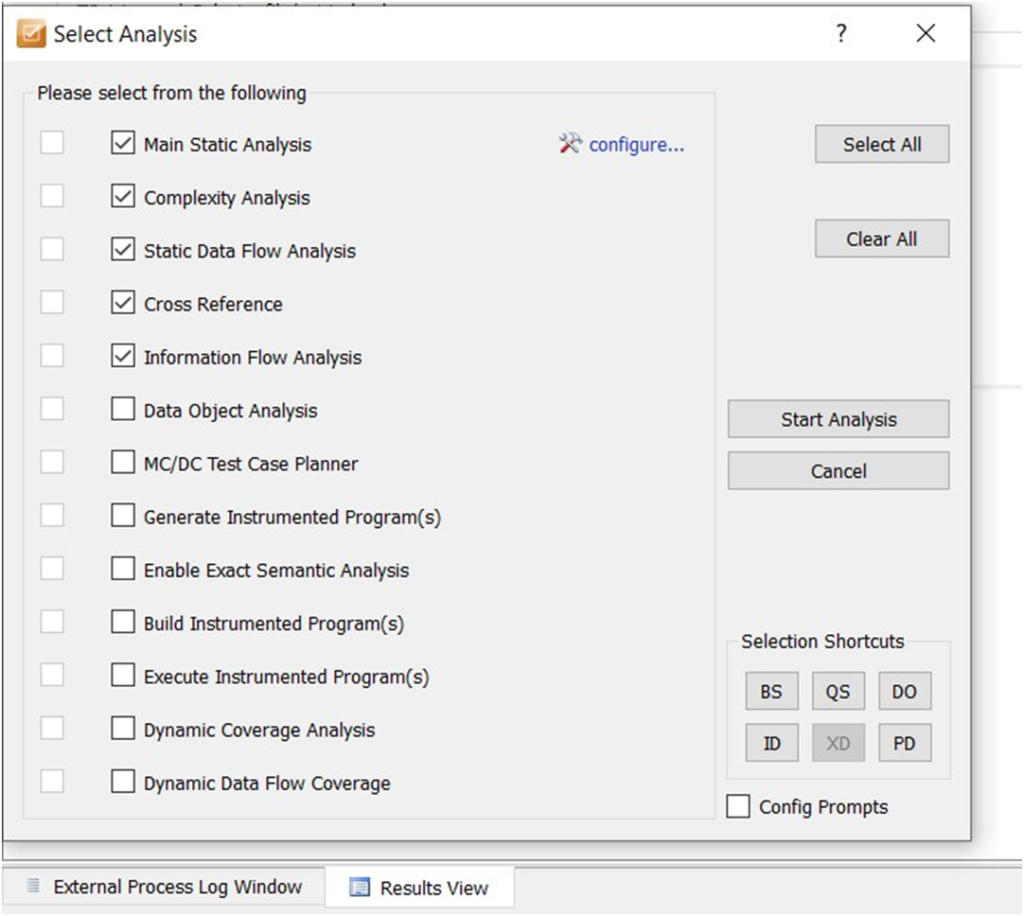 Select Analysis
?
Please select from the following
Main Static Analysis
configure...
Select All
Complexity Analysis
Clear All
Static Data Flow Analysis
Cross Reference
Information Flow Analysis
Data Object Analysis
Start Analysis
MC/DC Test Case Planner
Cancel
Generate Instrumented Program(s)
Enable Exact Semantic Analysis
Build Instrumented Program(s)
Execute Instrumented Program(s)
Dynamic Coverage Analysis
Dynamic Data Flow Coverage
Selection Shortcuts
BS QS DO
ID XD PD
Config Prompts
External Process Log Window
Results View